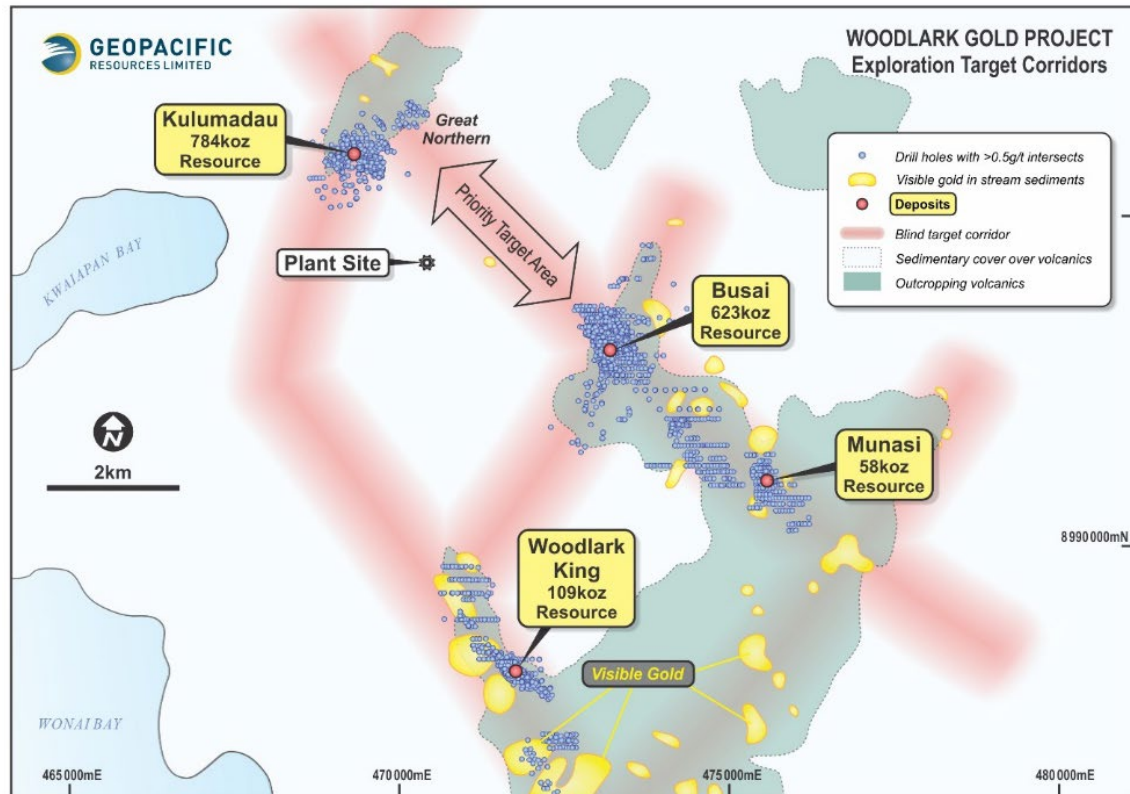 GEOPACIFIC
RESOURCES LIMITED
WOODLARK GOLD PROJECT
Exploration Target Corridors
Kulumadau
784koz
Resource
Great
Northern
Drill holes with >0.5g/t intersects
Visible gold in stream sediments
Deposits
Blind target corridor
Sedimentary cover over volcanics
Outcropping volcanics
KWAIAPAN BAY
Priority Target Area
Plant Site
Busai
623koz
Resource
N
2km
Munasi
58koz
Resource
Woodlark
King
109koz
Resource
8990000mN
Visible Gold
WONAI BAY
465000mE
470000mE
475000mE
480000mE